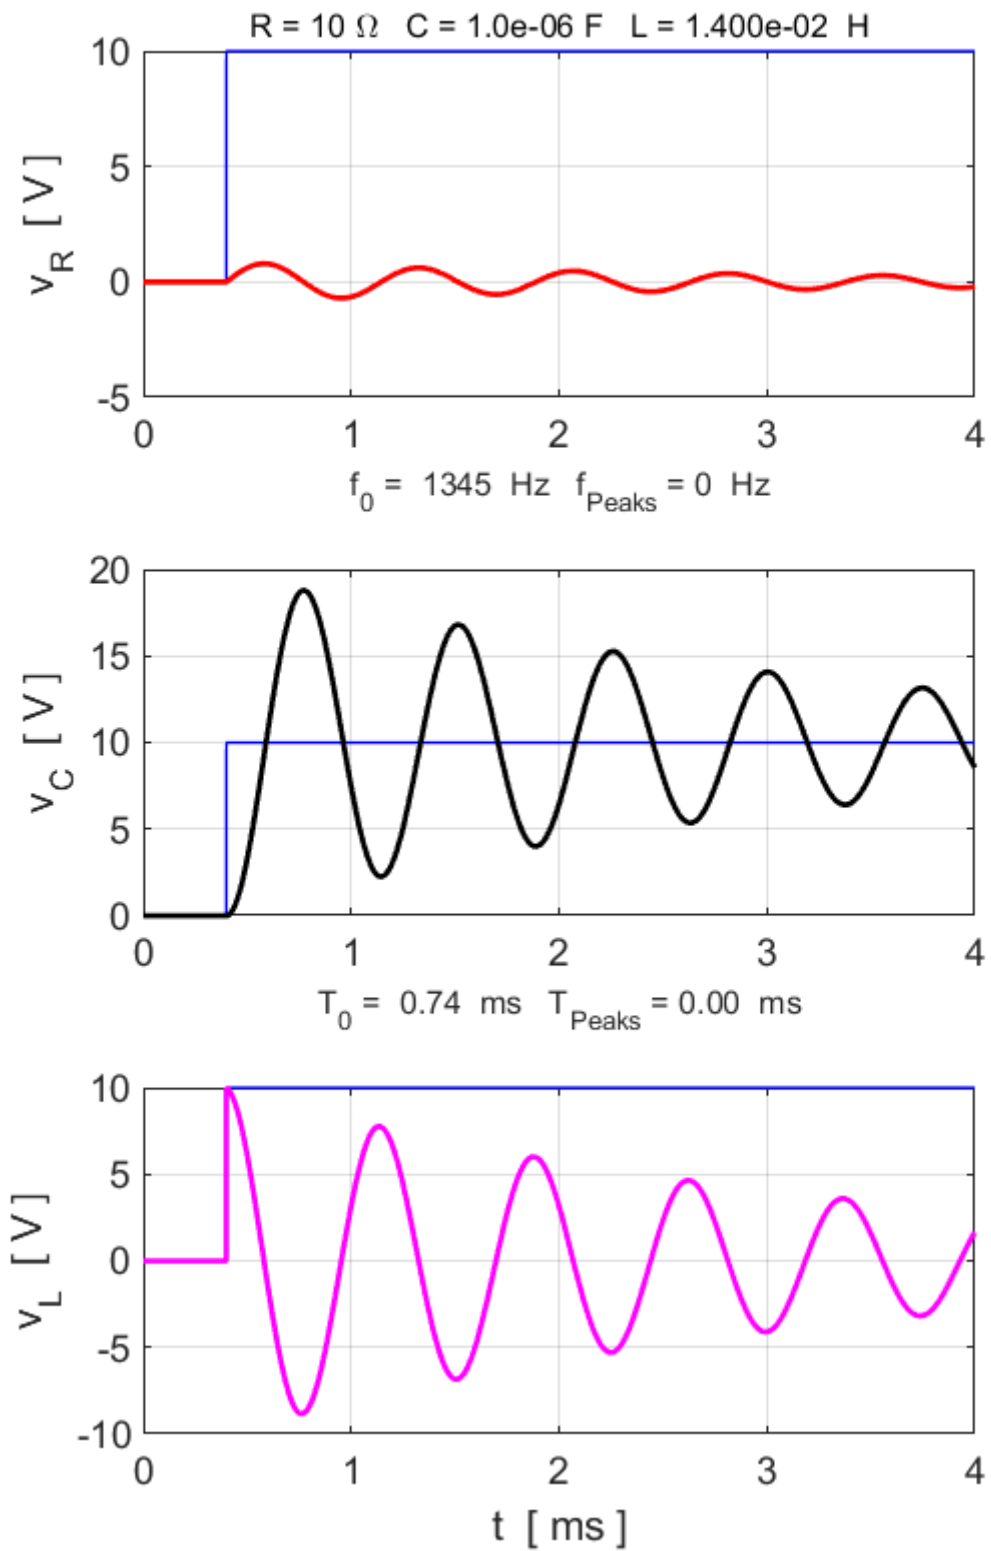 R = 10 Ω C = 1.0e-06 F L = 1.400e-02 H
10
5
0
-5
v_R [ V ]
0 1 2 3 4
f_0 = 1345 Hz f_Peaks = 0 Hz
20
15
10
5
0
v_C [ V ]
0 1 2 3 4
T_0 = 0.74 ms T_Peaks = 0.00 ms
10
5
0
-5
-10
v_L [ V ]
0 1 2 3 4
t [ ms ]